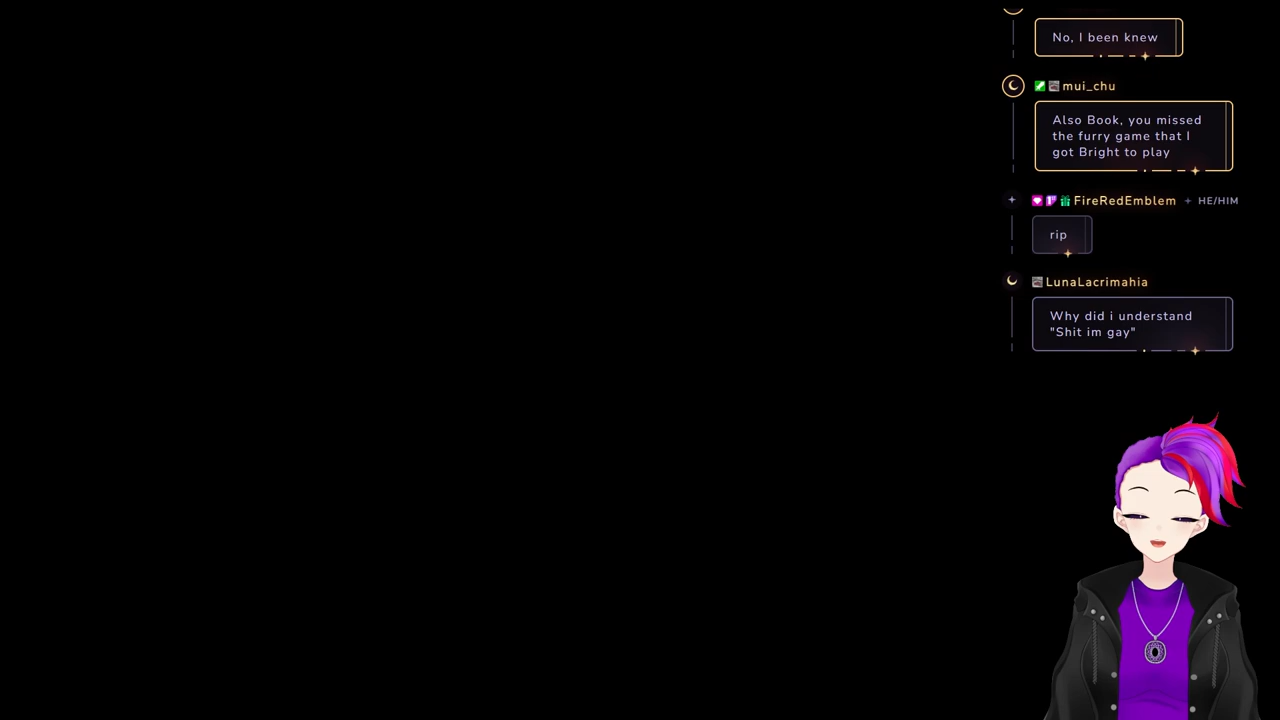 No, I been knew
mui_chu
Also Book, you missed
the furry game that I
got Bright to play
FireRedEmblem HE/HIM
rip
LunaLacrimahia
Why did i understand
"Shit im gay"